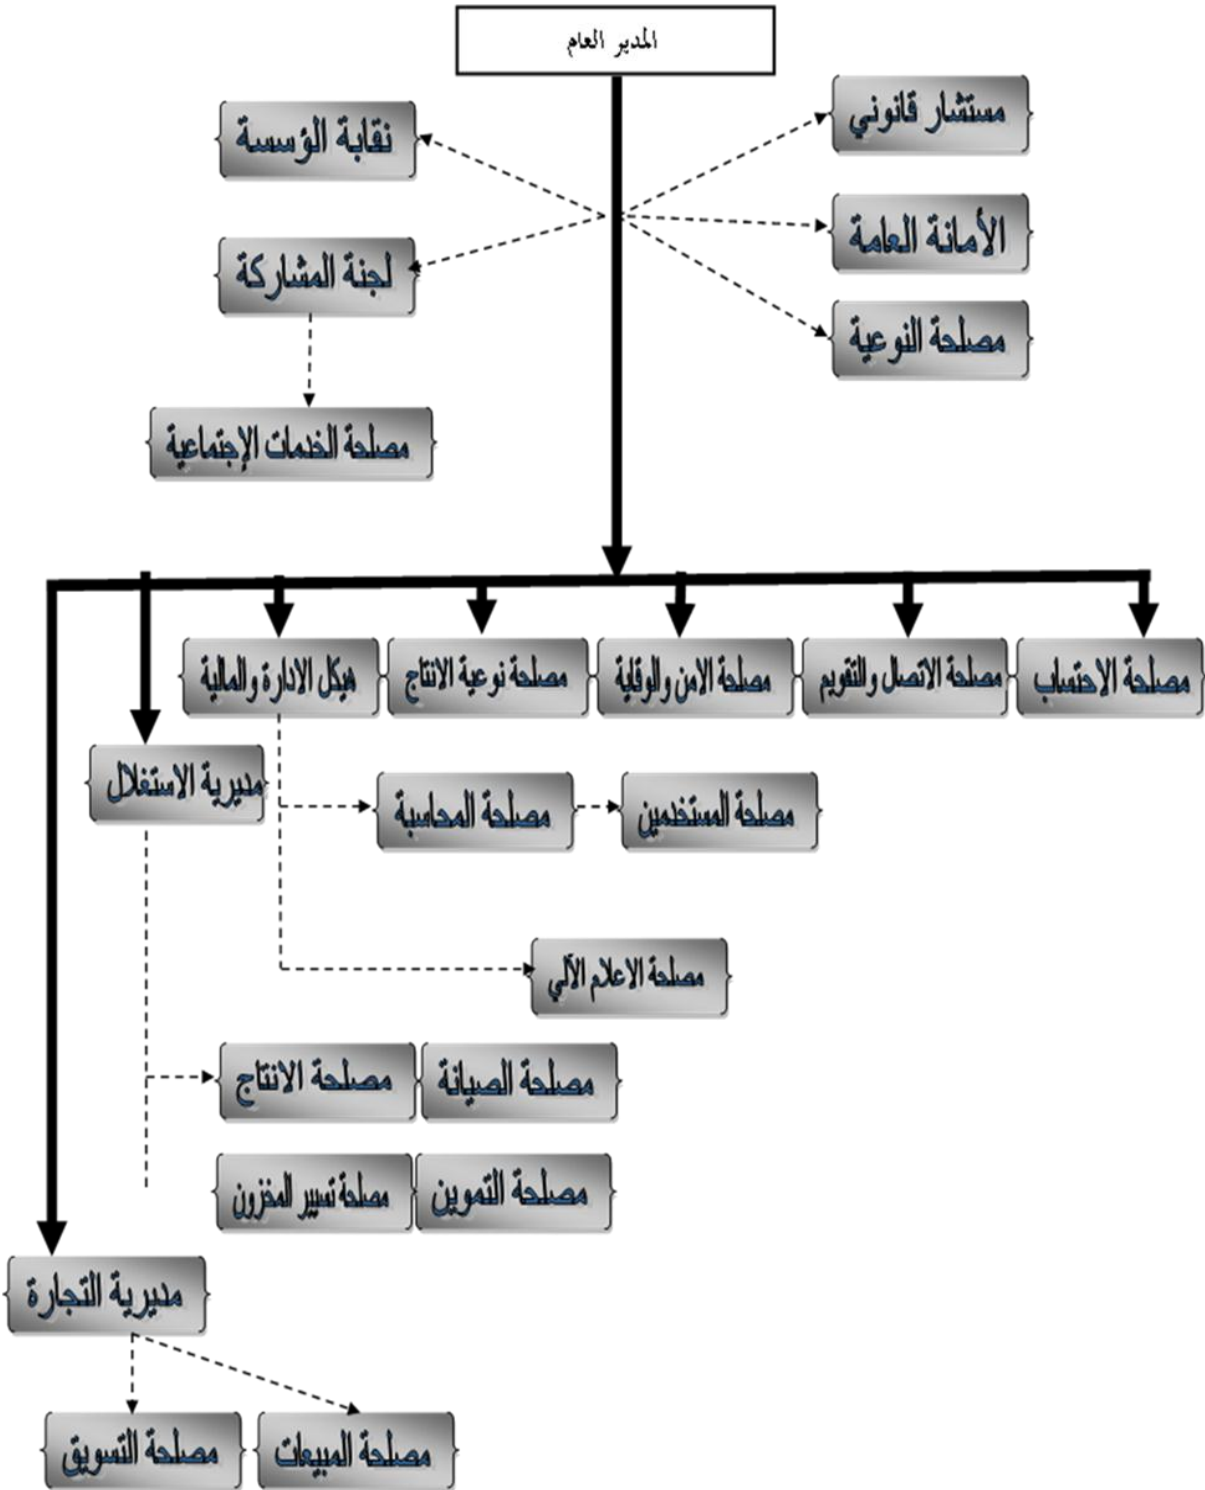 المدير العام
مستشار قانوني
نقابة الؤسسة
الأمانة العامة
لجنة المشاركة
مصلحة النوعية
مصلحة الخدمات الإجتماعية
مصلحة الاحتساب
مصلحة الاتصال والتقويم
مصلحة الامن والوقاية
مصلحة نوعية الانتاج
هيكل الادارة والمالية
مديرية الاستغلال
مصلحة المستخدمين
مصلحة المحاسبة
مصلحة الاعلام الآلي
مصلحة الصيانة
مصلحة الانتاج
مصلحة التموين
مصلحة تسيير المخزون
مديرية التجارة
مصلحة المبيعات
مصلحة التسويق